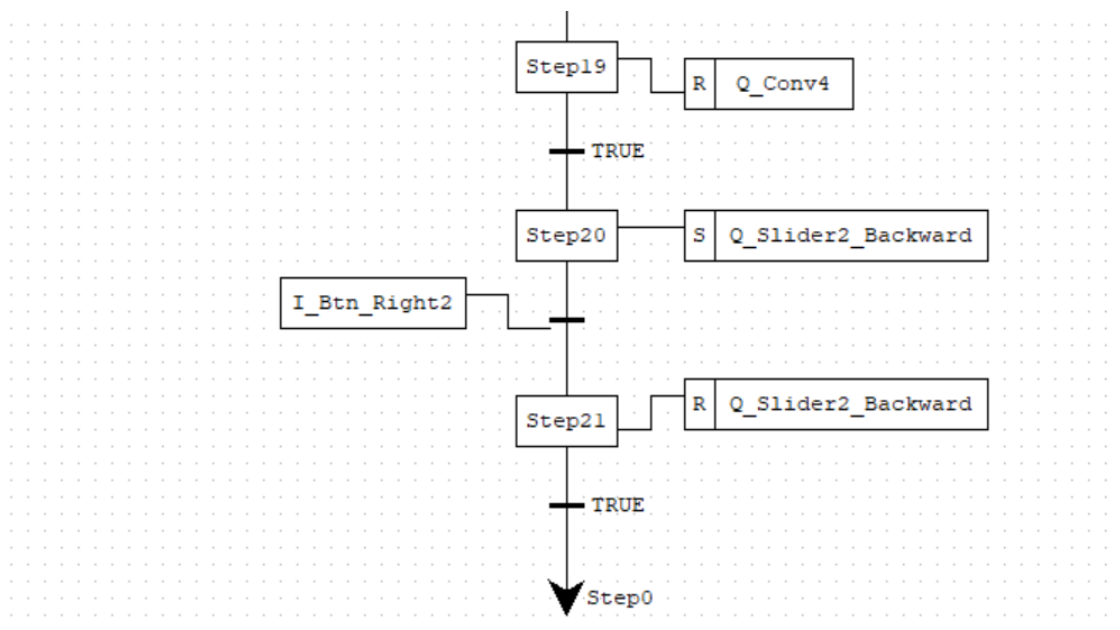 Step19
R Q_Conv4
TRUE
Step20
S Q_Slider2_Backward
I_Btn_Right2
Step21
R Q_Slider2_Backward
TRUE
Step0